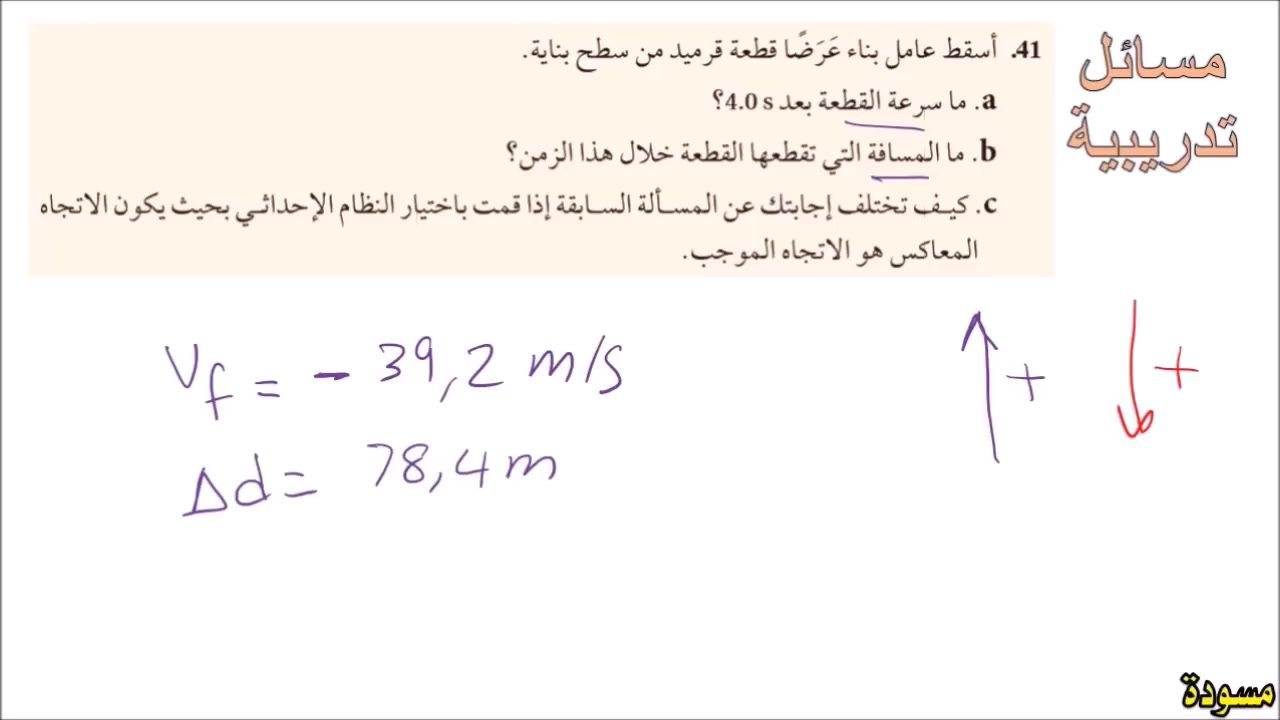 مسائل
تدريبية
41. أسقط عامل بناء عَرَضًا قطعة قرميد من سطح بناية.
a. ما سرعة القطعة بعد 4.0 s؟
b. ما المسافة التي تقطعها القطعة خلال هذا الزمن؟
c. كيف تختلف إجابتك عن المسألة السابقة إذا قمت باختيار النظام الإحداثي بحيث يكون الاتجاه
المعاكس هو الاتجاه الموجب.
Vf = - 39,2 m/s
Δd = 78,4 m
+ +
مسودة